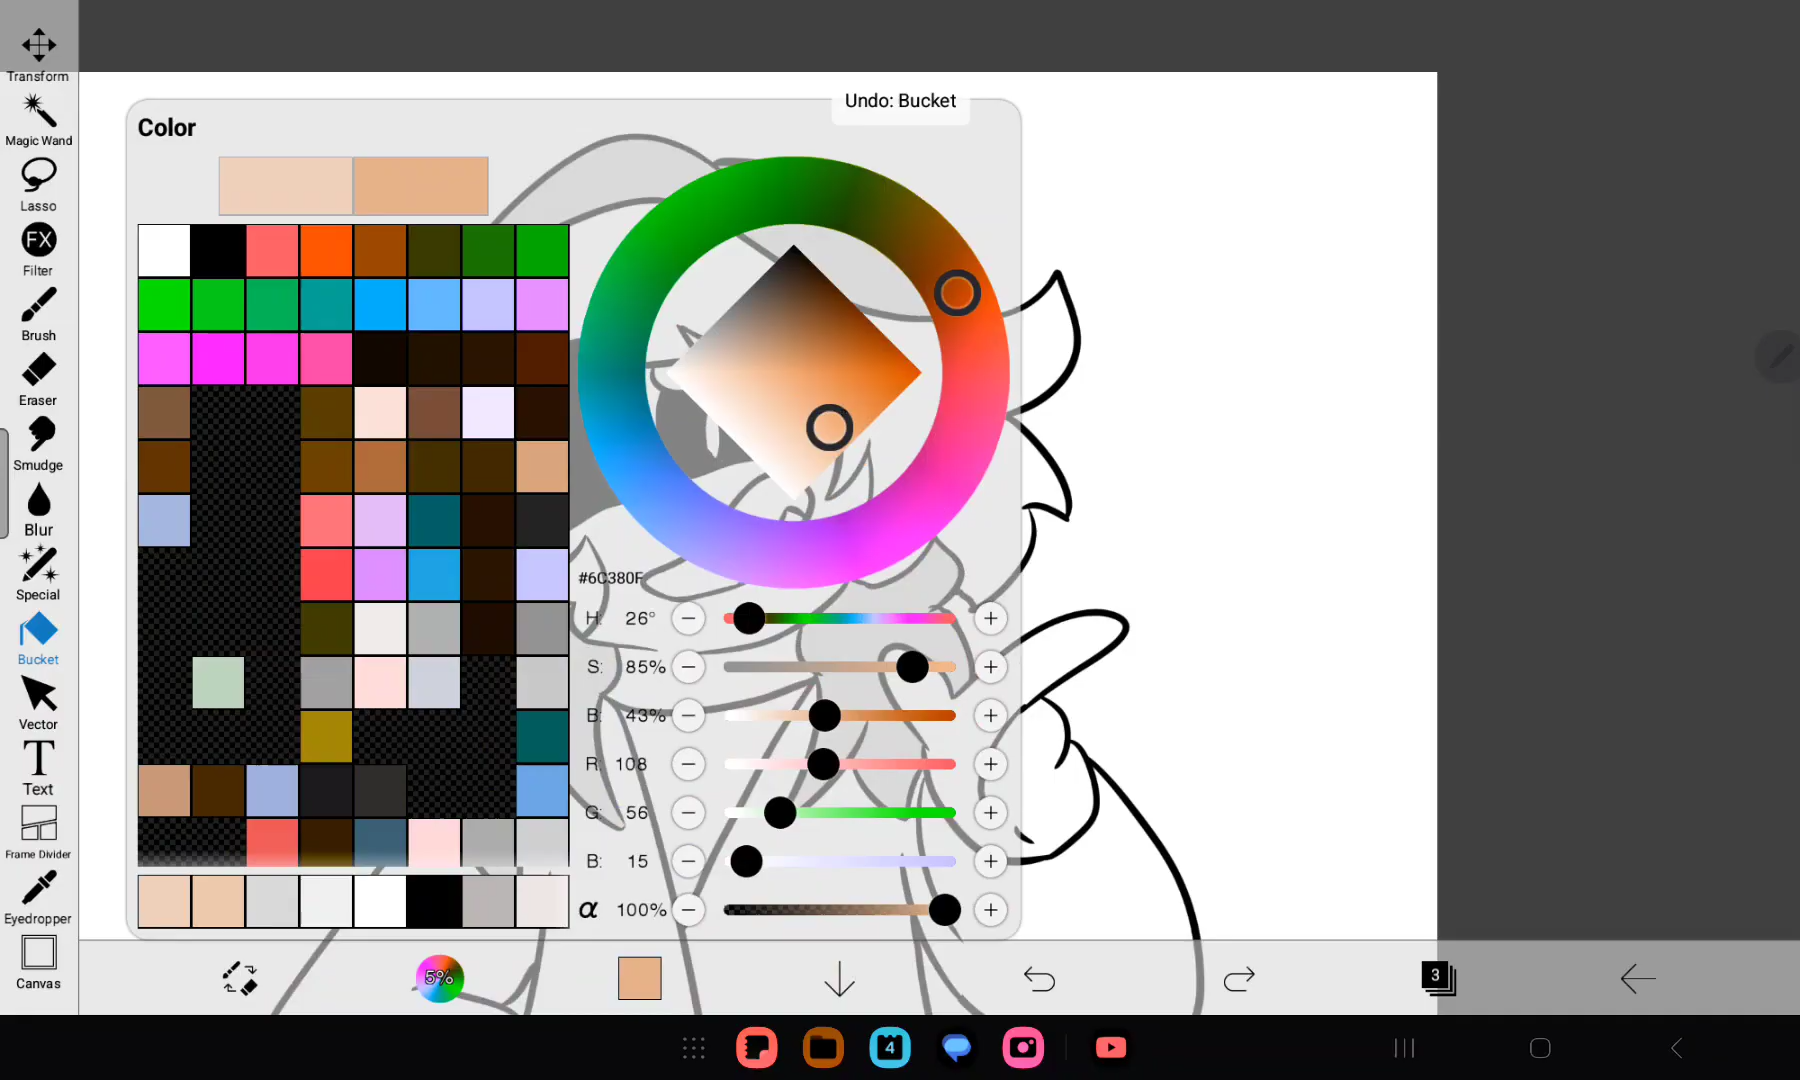 Transform
Magic Wand
Lasso
FX
Filter
Brush
Eraser
Smudge
Blur
Special
Bucket
Vector
T
Text
Frame Divider
Eyedropper
Canvas
Undo: Bucket
Color
#6C380F
H: 26°
S: 85%
B: 43%
R: 108
G: 56
B: 15
α 100%
5%
3
4